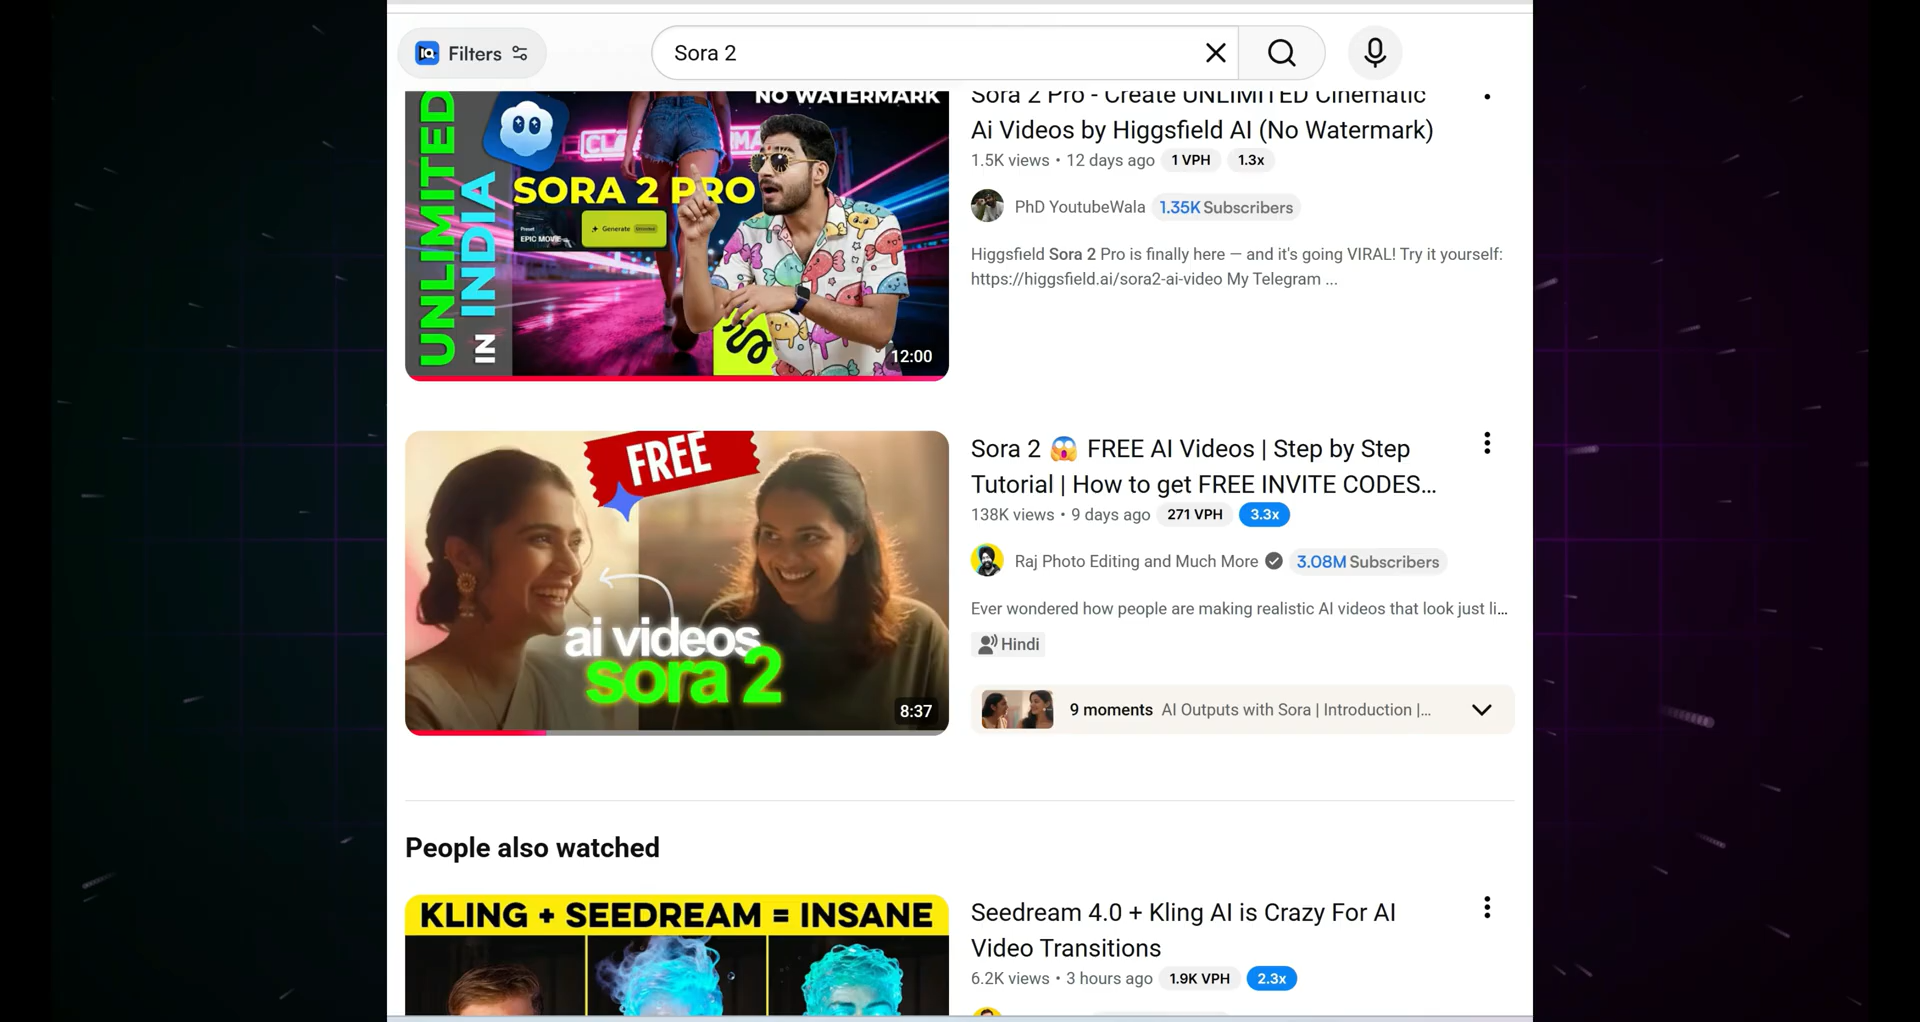 IQ Filters
Sora 2
NO WATERMARK
UNLIMITED
IN INDIA
SORA 2 PRO
Generate
EPIC MOVIE
12:00
Sora 2 Pro - Create UNLIMITED Cinematic
Ai Videos by Higgsfield AI (No Watermark)
1.5K views • 12 days ago 1 VPH 1.3x
PhD YoutubeWala 1.35K Subscribers
Higgsfield Sora 2 Pro is finally here — and it's going VIRAL! Try it yourself:
https://higgsfield.ai/sora2-ai-video My Telegram ...
FREE
ai videos
sora 2
8:37
Sora 2 😱 FREE AI Videos | Step by Step
Tutorial | How to get FREE INVITE CODES...
138K views • 9 days ago 271 VPH 3.3x
Raj Photo Editing and Much More 3.08M Subscribers
Ever wondered how people are making realistic AI videos that look just li...
Hindi
9 moments AI Outputs with Sora | Introduction |...
People also watched
KLING + SEEDREAM = INSANE
Seedream 4.0 + Kling AI is Crazy For AI
Video Transitions
6.2K views • 3 hours ago 1.9K VPH 2.3x